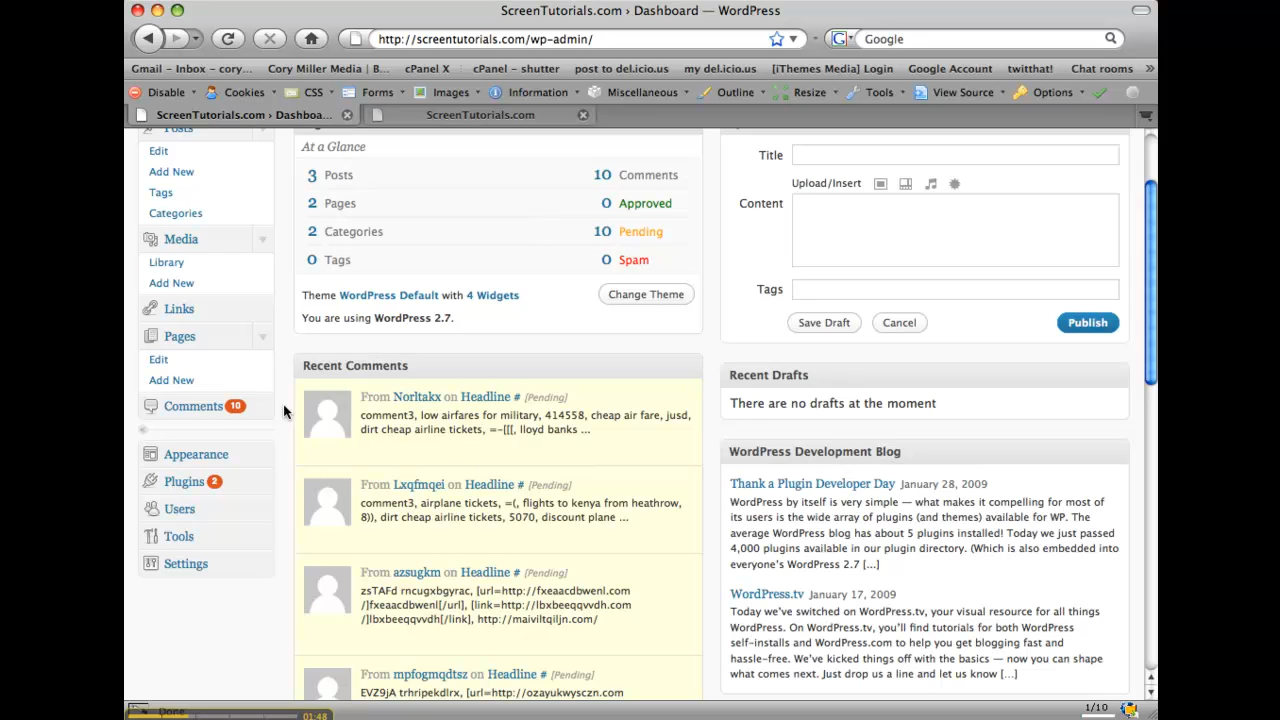 ScreenTutorials.com › Dashboard — WordPress
http://screentutorials.com/wp-admin/
Google
Gmail – Inbox – cory... Cory Miller Media | B... cPanel X cPanel – shutter post to del.icio.us my del.icio.us [iThemes Media] Login Google Account twitthat! Chat rooms »
Disable Cookies CSS Forms Images Information Miscellaneous Outline Resize Tools View Source Options
ScreenTutorials.com › Dashboa... ScreenTutorials.com
Posts
Edit
Add New
Tags
Categories
Media
Library
Add New
Links
Pages
Edit
Add New
Comments 10
Appearance
Plugins 2
Users
Tools
Settings
At a Glance
3 Posts 10 Comments
2 Pages 0 Approved
2 Categories 10 Pending
0 Tags 0 Spam
Theme WordPress Default with 4 Widgets
Change Theme
You are using WordPress 2.7.
Recent Comments
From Norltakx on Headline # [Pending]
comment3, low airfares for military, 414558, cheap air fare, jusd,
dirt cheap airline tickets, =-[[[, lloyd banks ...
From Lxqfmqei on Headline # [Pending]
comment3, airplane tickets, =(, flights to kenya from heathrow,
8)), dirt cheap airline tickets, 5070, discount plane ...
From azsugkm on Headline # [Pending]
zsTAFd rncugxbgyrac, [url=http://fxeaacdbwenl.com
/]fxeaacdbwenl[/url], [link=http://lbxbeeqqvvdh.com
/]lbxbeeqqvvdh[/link], http://maiviltqiljn.com/
From mpfogmqdtsz on Headline # [Pending]
EVZ9jA trhripekdlrx, [url=http://ozayukwysczn.com
Title
Upload/Insert
Content
Tags
Save Draft
Cancel
Publish
Recent Drafts
There are no drafts at the moment
WordPress Development Blog
Thank a Plugin Developer Day January 28, 2009
WordPress by itself is very simple — what makes it compelling for most of
its users is the wide array of plugins (and themes) available for WP. The
average WordPress blog has about 5 plugins installed! Today we just passed
4,000 plugins available in our plugin directory. (Which is also embedded into
everyone's WordPress 2.7 [...]
WordPress.tv January 17, 2009
Today we've switched on WordPress.tv, your visual resource for all things
WordPress. On WordPress.tv, you'll find tutorials for both WordPress
self-installs and WordPress.com to help you get blogging fast and
hassle-free. We've kicked things off with the basics — now you can shape
what comes next. Just drop us a line and let us know [...]
Done
01:48
1/10